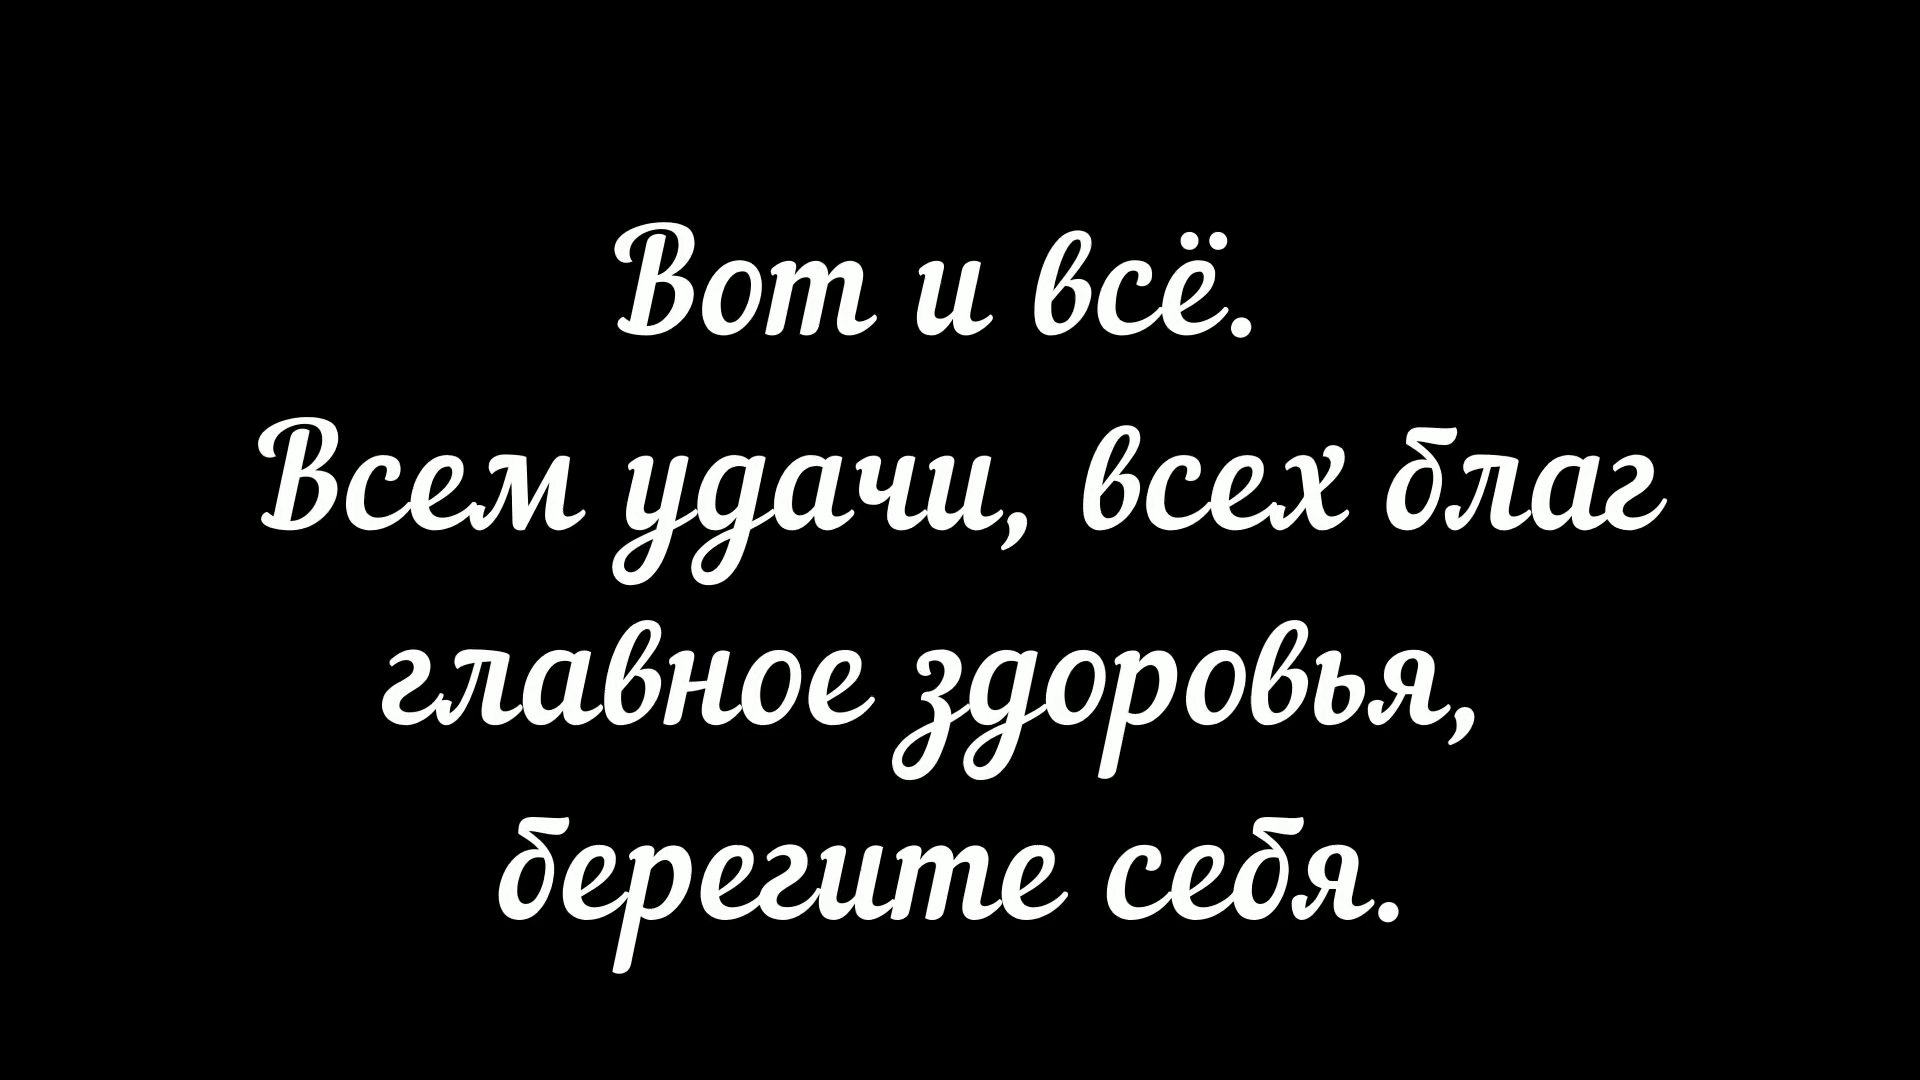 Вот и всё.
Всем удачи, всех благ
главное здоровья,
берегите себя.